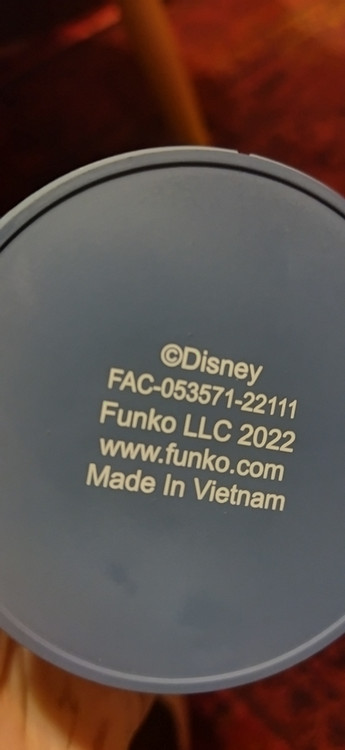 ©Disney
FAC-053571-22111
Funko LLC 2022
www.funko.com
Made In Vietnam